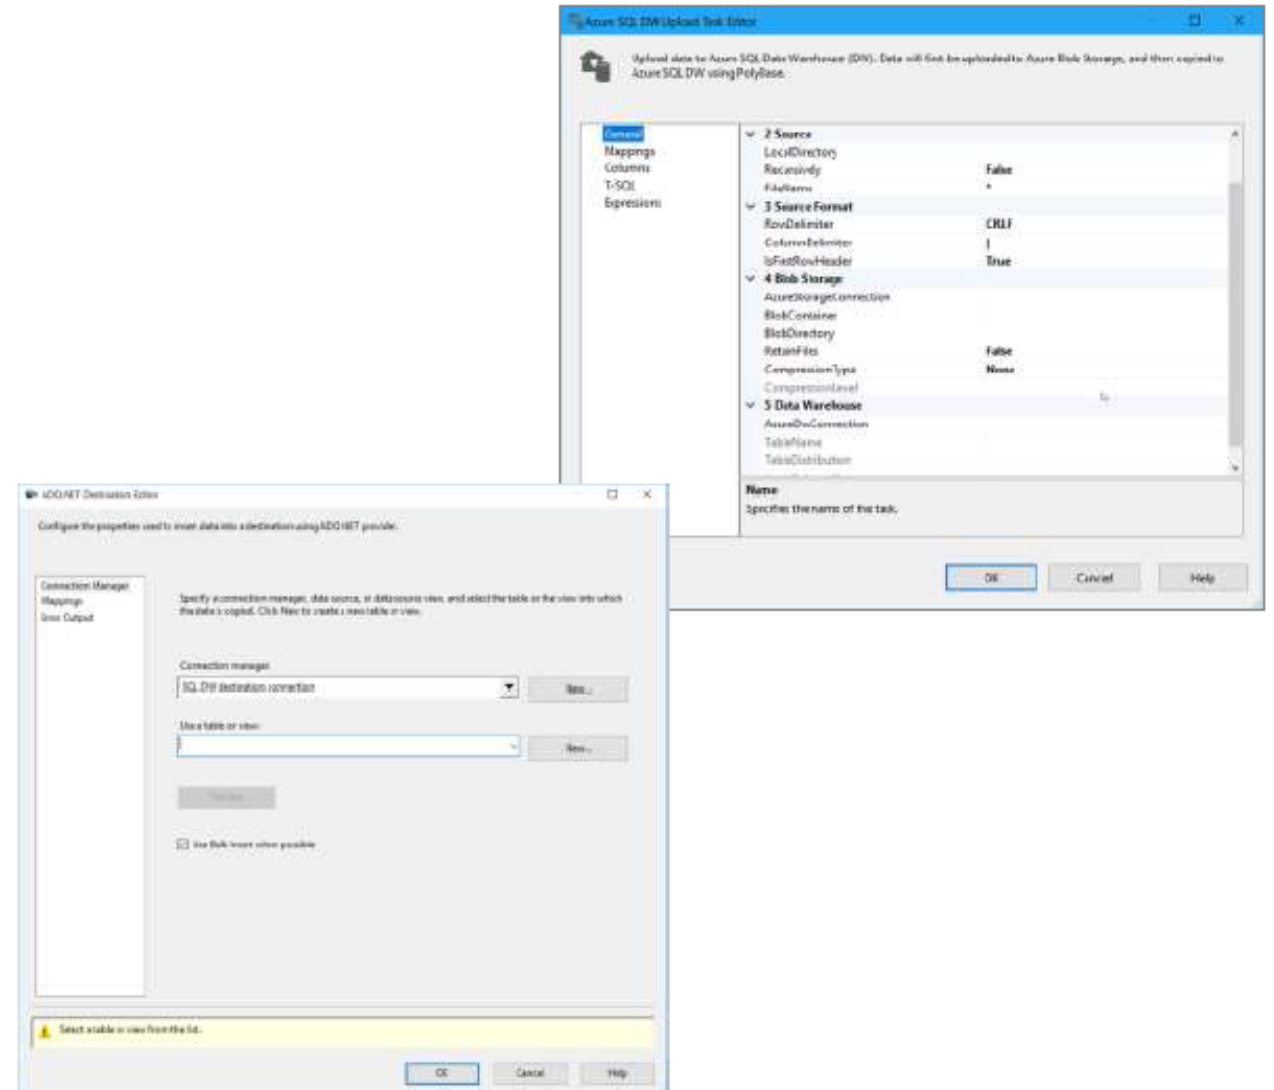 Azure SQL DW Upload Task Editor
Upload data to Azure SQL Data Warehouse (DW). Data will first be uploaded to Azure Blob Storage, and then copied to
Azure SQL DW using PolyBase.
General
Mappings
Columns
T-SQL
Expressions
2 Source
LocalDirectory
Recursively False
FileName *
3 Source Format
RowDelimiter CRLF
ColumnDelimiter |
IsFirstRowHeader True
4 Blob Storage
AzureStorageConnection
BlobContainer
BlobDirectory
RetainFiles False
CompressionType None
CompressionLevel
5 Data Warehouse
AzureDwConnection
TableName
TableDistribution
Name
Specifies the name of the task.
OK Cancel Help
ADO.NET Destination Editor
Configure the properties used to insert data into a destination using ADO.NET provider.
Connection Manager
Mappings
Error Output
Specify a connection manager, data source, or data source view, and select the table or the view into which
the data is copied. Click New to create a new table or view.
Connection manager:
SQL DW destination connection
New...
Use a table or view:
New...
Preview
Use Bulk Insert when possible
Select a table or view from the list.
OK Cancel Help